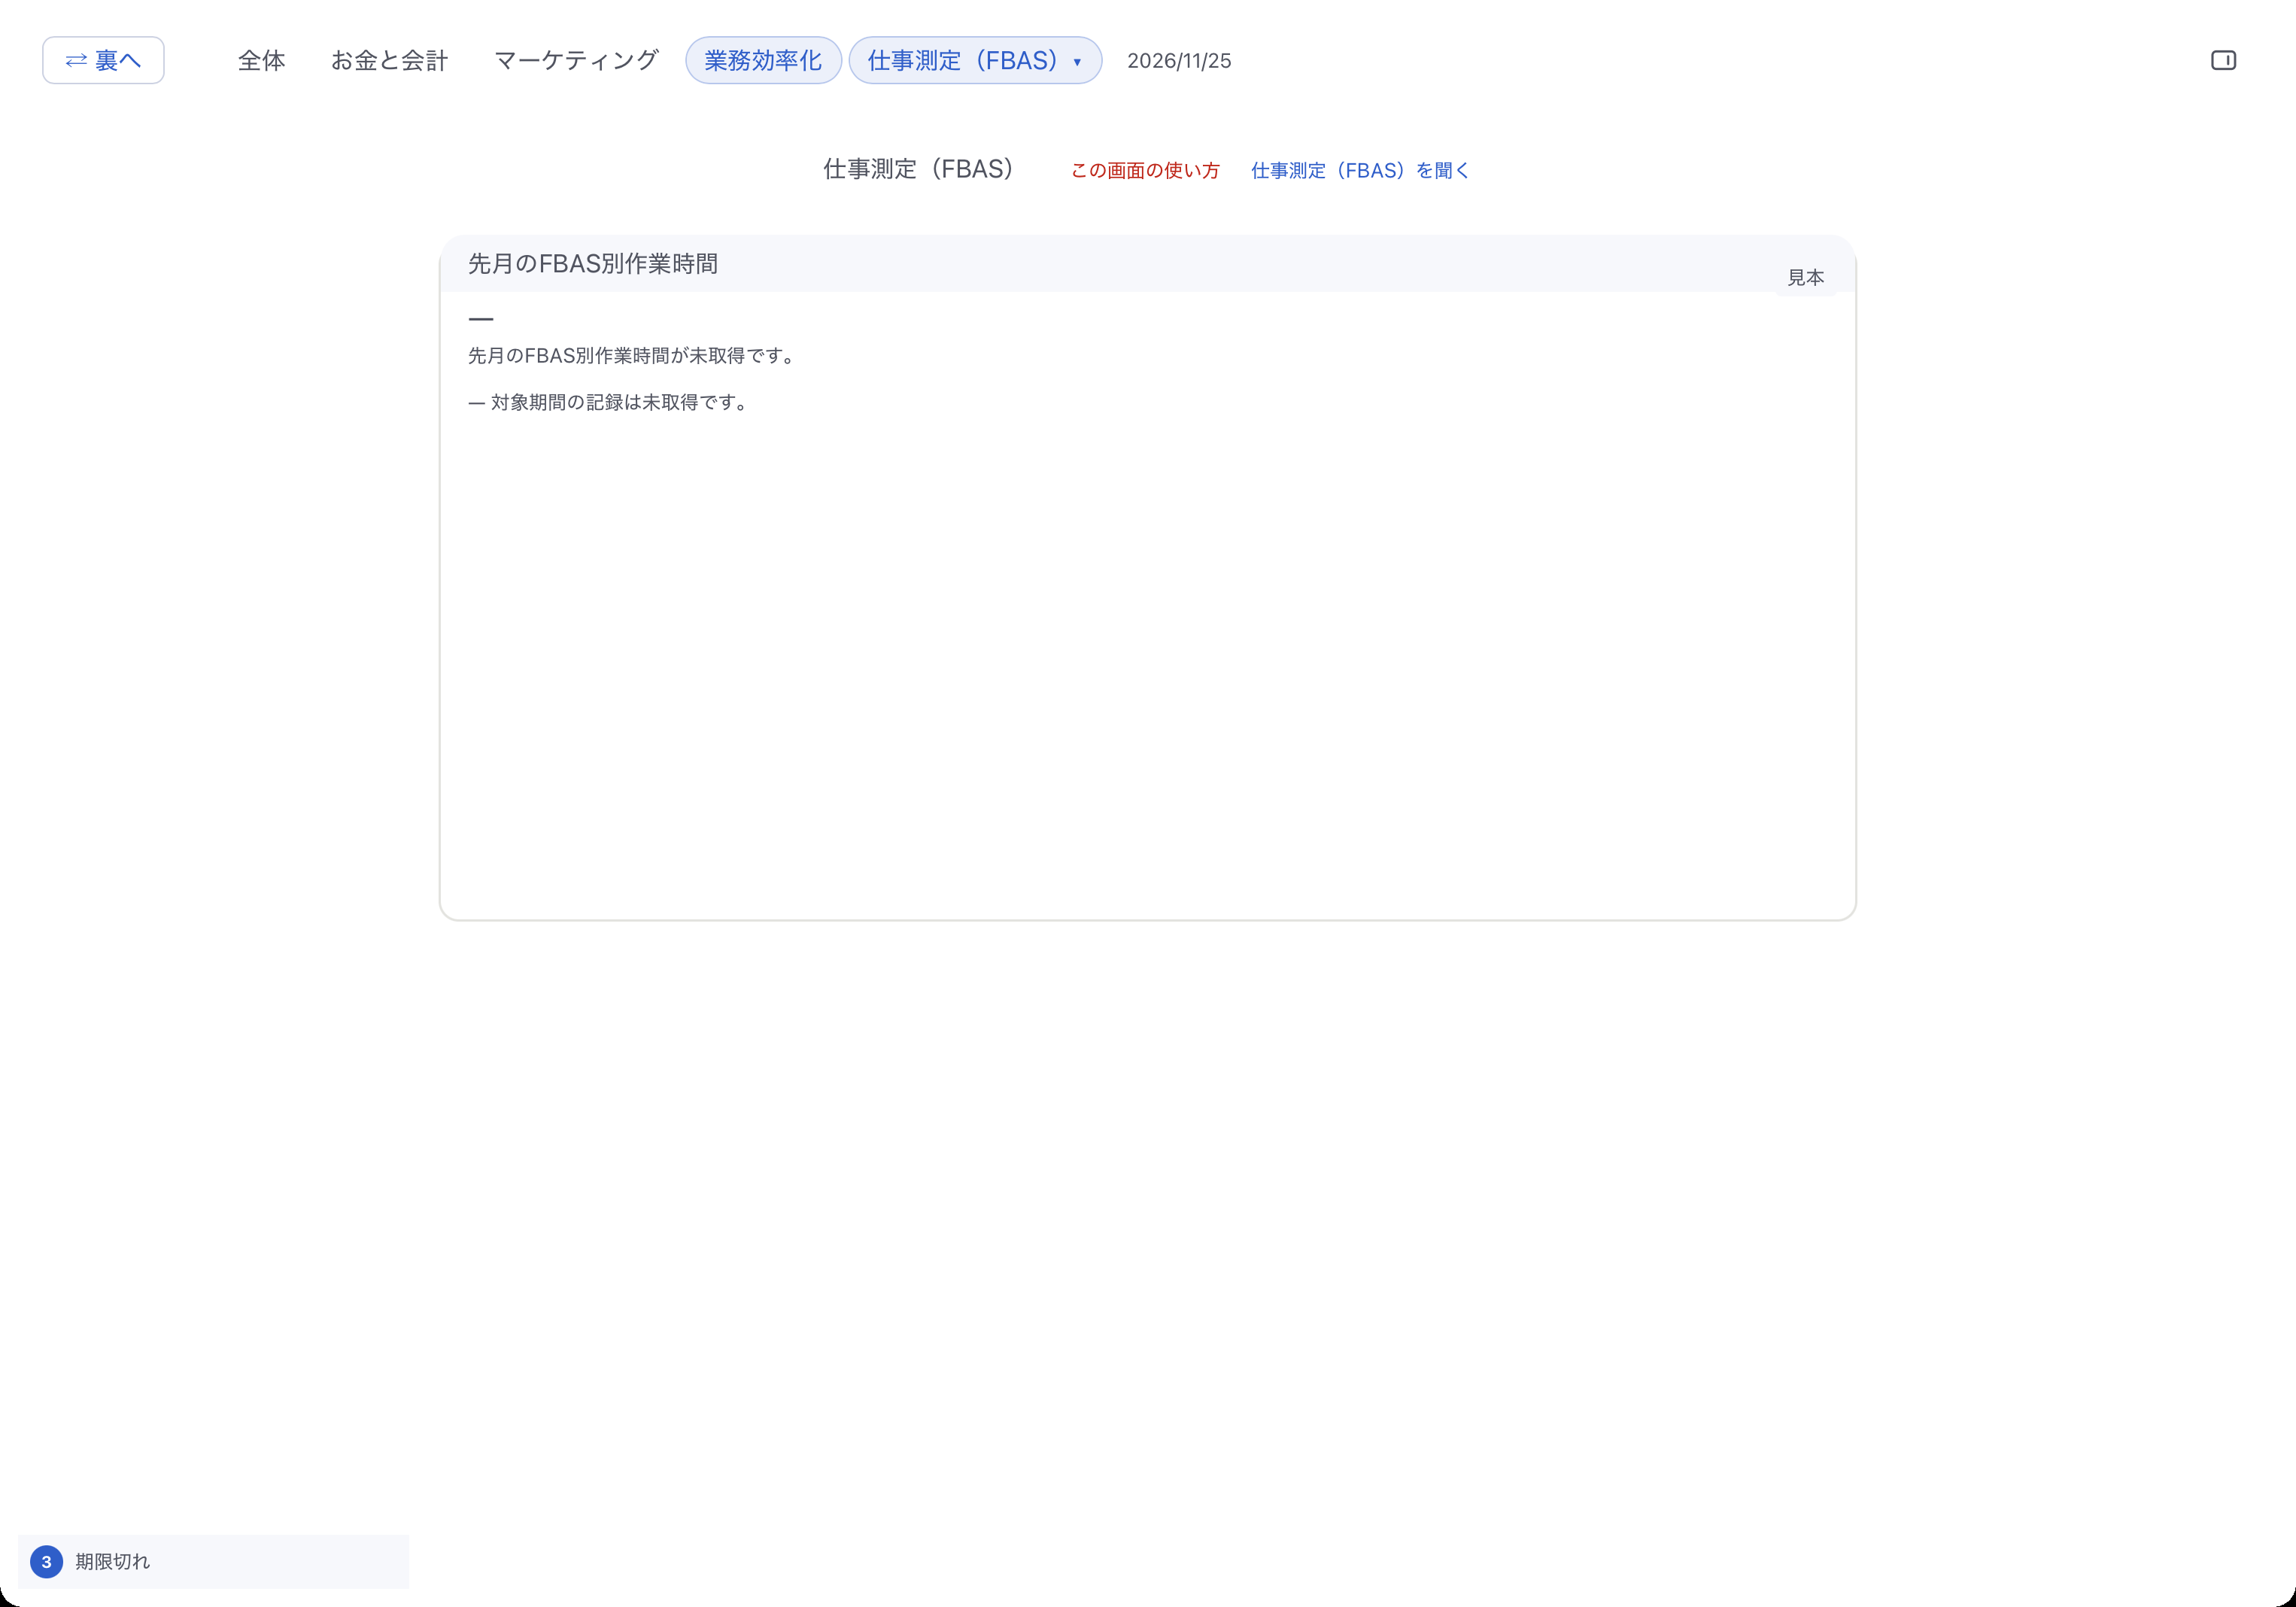 ⇄ 裏へ 全体 お金と会計 マーケティング 業務効率化 仕事測定（FBAS） ▼ 2026/11/25
仕事測定（FBAS） この画面の使い方 仕事測定（FBAS）を聞く
先月のFBAS別作業時間
見本
—
先月のFBAS別作業時間が未取得です。
— 対象期間の記録は未取得です。
3 期限切れ